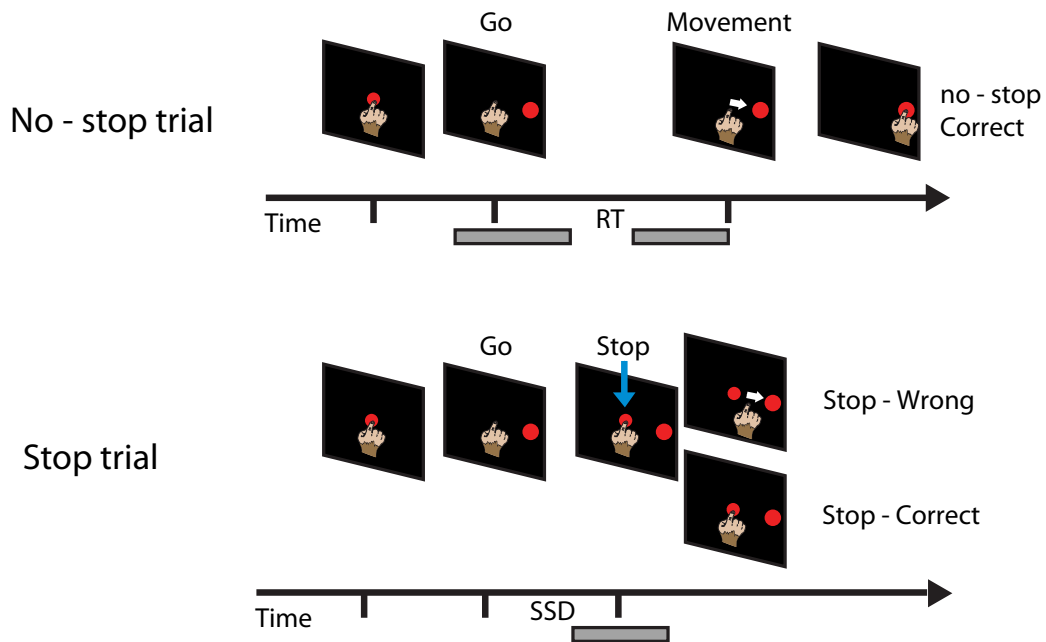 Go
Movement
No - stop trial
no - stop
Correct
Time
RT
Go
Stop
Stop - Wrong
Stop trial
Stop - Correct
Time
SSD